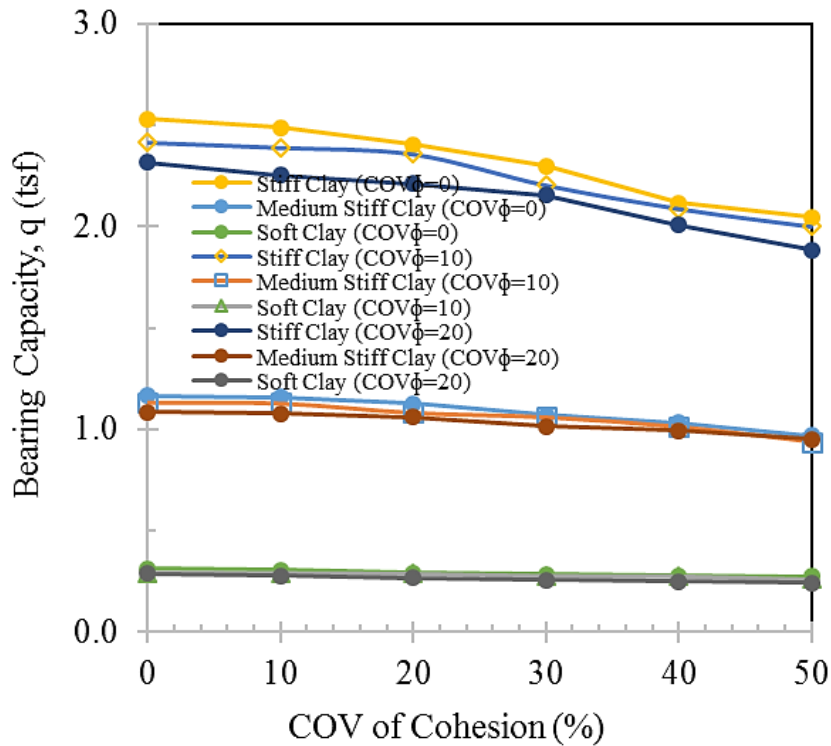 3.0
2.0
1.0
0.0
Bearing Capacity, q (tsf)
Stiff Clay (COVϕ=0)
Medium Stiff Clay (COVϕ=0)
Soft Clay (COVϕ=0)
Stiff Clay (COVϕ=10)
Medium Stiff Clay (COVϕ=10)
Soft Clay (COVϕ=10)
Stiff Clay (COVϕ=20)
Medium Stiff Clay (COVϕ=20)
Soft Clay (COVϕ=20)
0 10 20 30 40 50
COV of Cohesion (%)